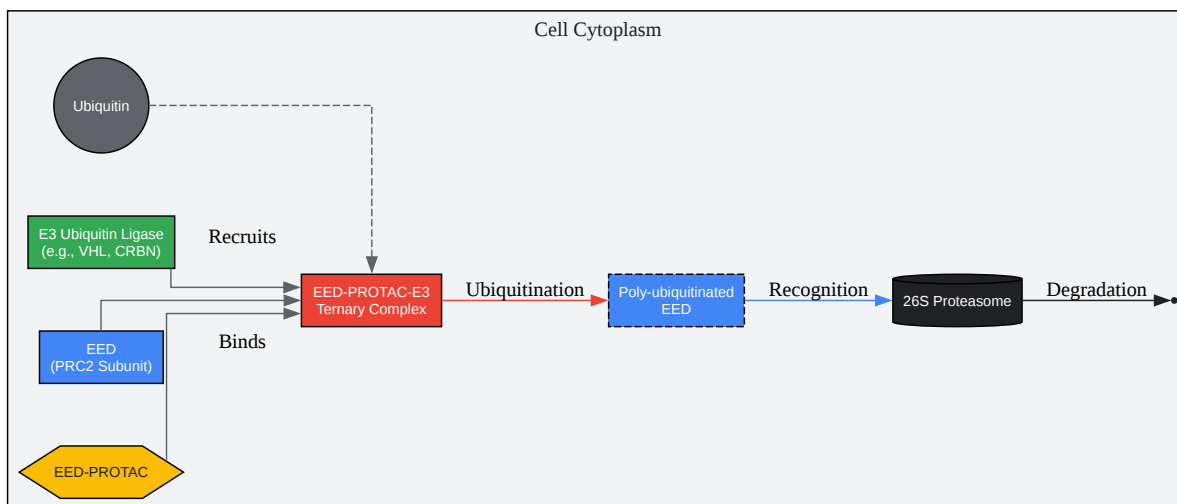 Cell Cytoplasm
Ubiquitin
E3 Ubiquitin Ligase
(e.g., VHL, CRBN)
Recruits
EED-PROTAC-E3
Ternary Complex
Ubiquitination
Poly-ubiquitinated
EED
Recognition
26S Proteasome
Degradation
Binds
EED
(PRC2 Subunit)
EED-PROTAC